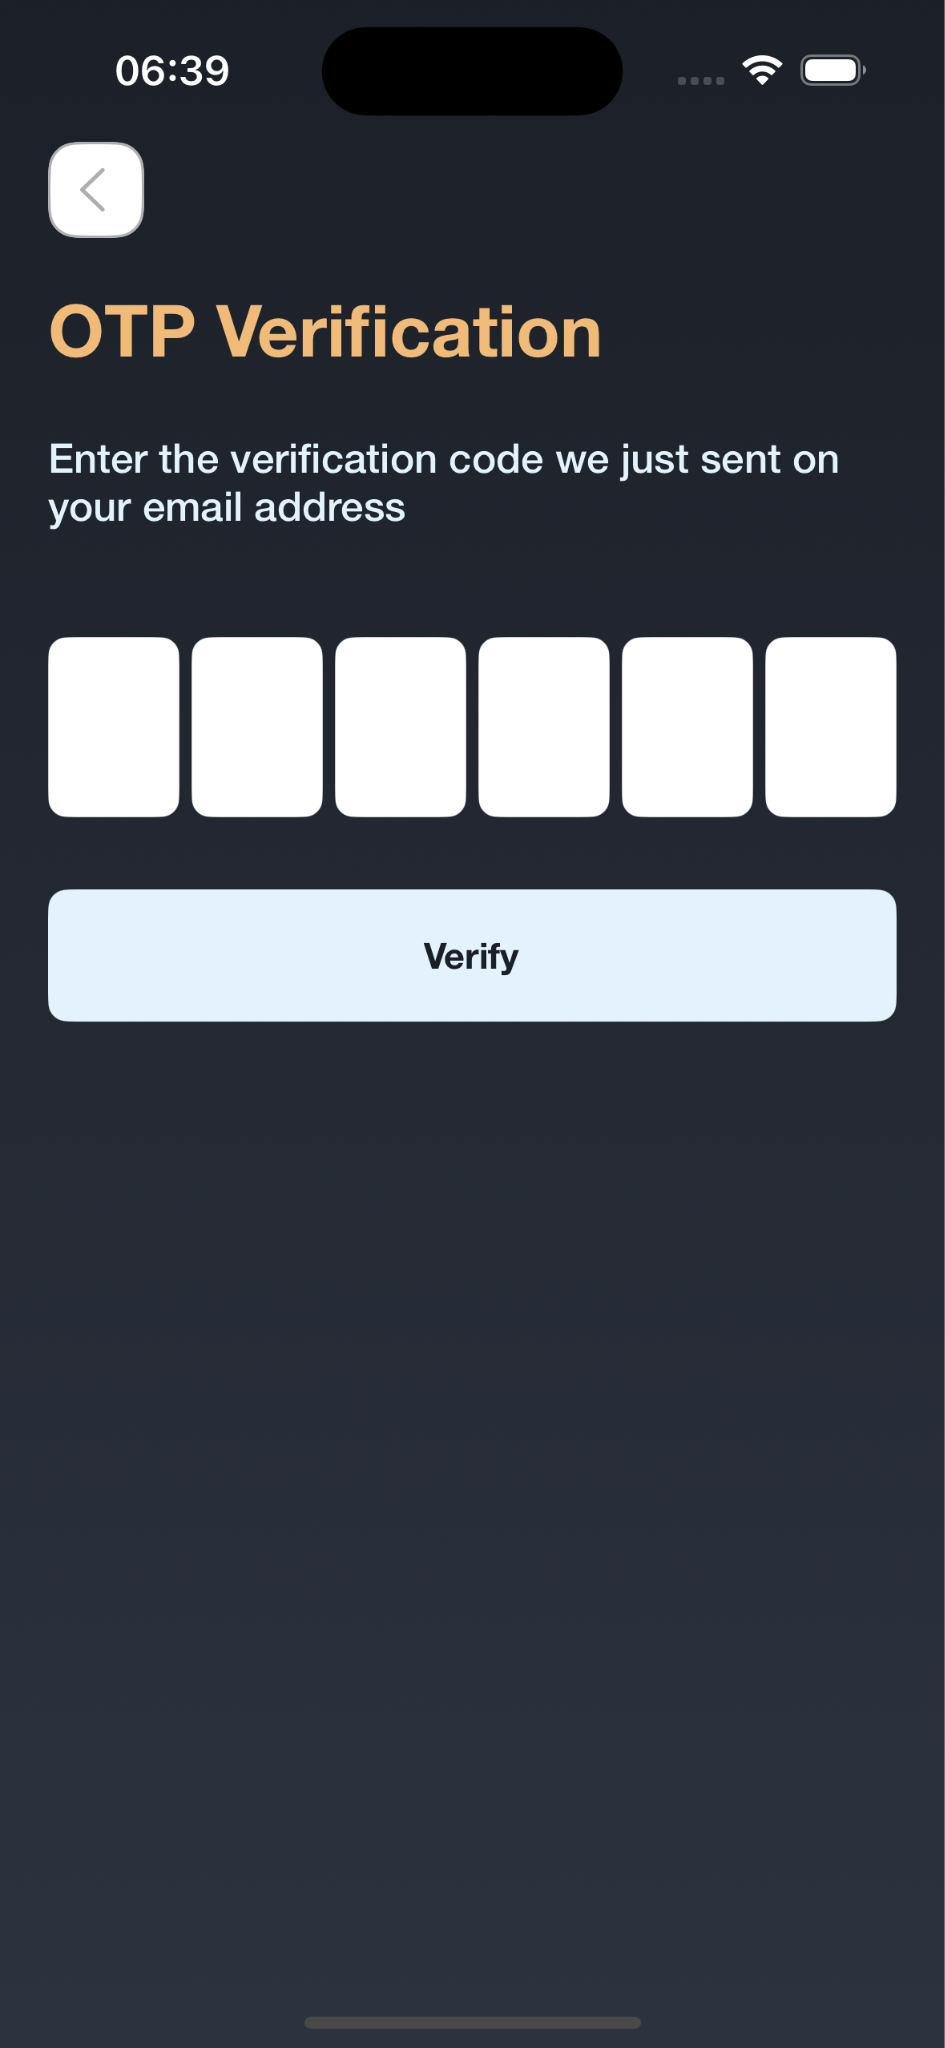 06:39
OTP Verification
Enter the verification code we just sent on
your email address
Verify